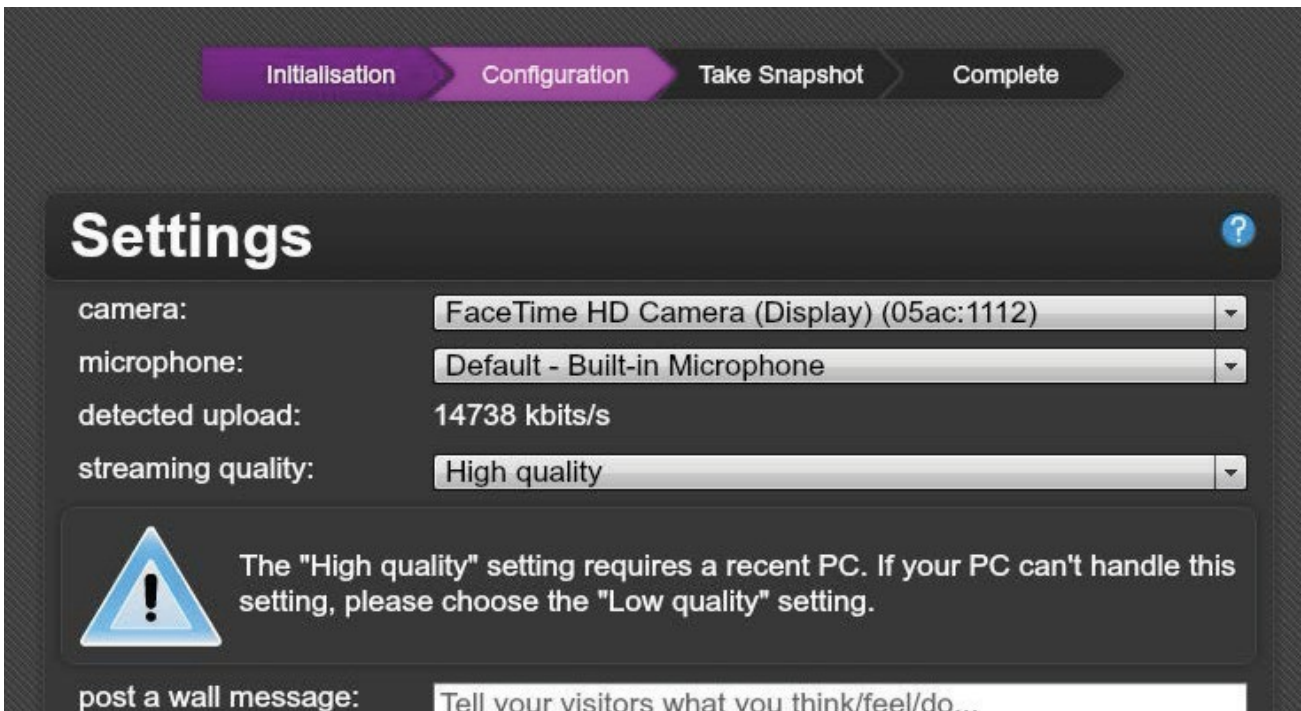 Initialisation Configuration Take Snapshot Complete
Settings
?
camera: FaceTime HD Camera (Display) (05ac:1112)
microphone: Default - Built-in Microphone
detected upload: 14738 kbits/s
streaming quality: High quality
! The "High quality" setting requires a recent PC. If your PC can't handle this
setting, please choose the "Low quality" setting.
post a wall message: Tell your visitors what you think/feel/do...